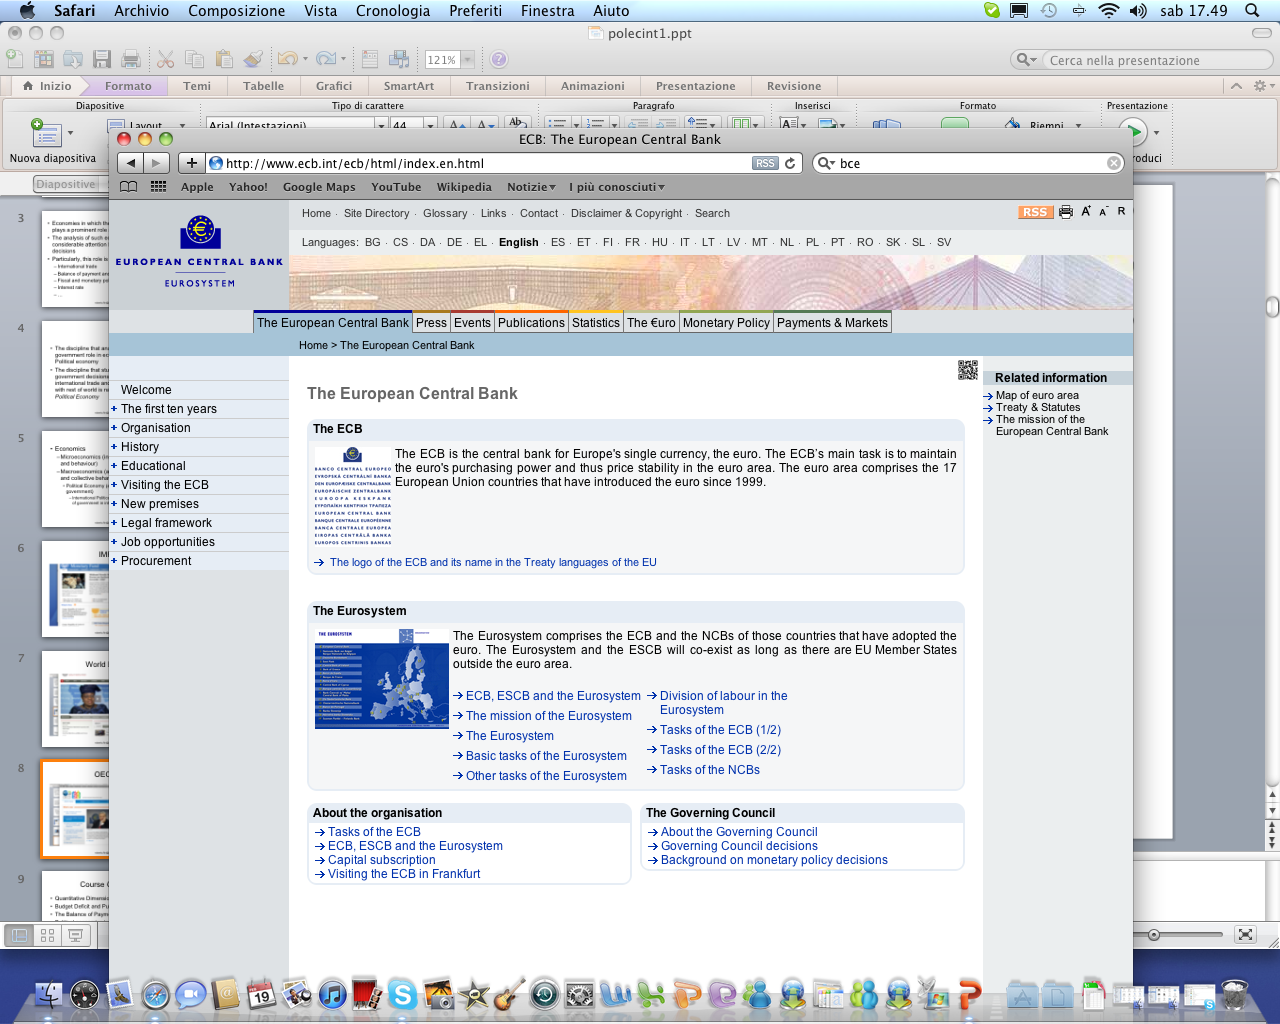 Safari Archivio Composizione Vista Cronologia Preferiti Finestra Aiuto sab 17.49
polecint1.ppt
121% Cerca nella presentazione
Inizio Formato Temi Tabelle Grafici SmartArt Transizioni Animazioni Presentazione Revisione
Diapositive Tipo di carattere Paragrafo Inserisci Formato Presentazione
Layout Arial (Intestazioni) 44 Riempi
Nuova diapositiva
ECB: The European Central Bank
http://www.ecb.int/ecb/html/index.en.html RSS bce
Apple Yahoo! Google Maps YouTube Wikipedia Notizie I più conosciuti
Diapositive
3
4
5
6
7
8
9
EUROPEAN CENTRAL BANK
EUROSYSTEM
Home · Site Directory · Glossary · Links · Contact · Disclaimer & Copyright · Search
RSS A+ A- R
Languages: BG · CS · DA · DE · EL · English · ES · ET · FI · FR · HU · IT · LT · LV · MT · NL · PL · PT · RO · SK · SL · SV
The European Central Bank Press Events Publications Statistics The €uro Monetary Policy Payments & Markets
Home > The European Central Bank
Welcome
The first ten years
Organisation
History
Educational
Visiting the ECB
New premises
Legal framework
Job opportunities
Procurement
The European Central Bank
The ECB
The ECB is the central bank for Europe's single currency, the euro. The ECB's main task is to maintain
the euro's purchasing power and thus price stability in the euro area. The euro area comprises the 17
European Union countries that have introduced the euro since 1999.
The logo of the ECB and its name in the Treaty languages of the EU
The Eurosystem
THE EUROSYSTEM
The Eurosystem comprises the ECB and the NCBs of those countries that have adopted the
euro. The Eurosystem and the ESCB will co-exist as long as there are EU Member States
outside the euro area.
ECB, ESCB and the Eurosystem
The mission of the Eurosystem
The Eurosystem
Basic tasks of the Eurosystem
Other tasks of the Eurosystem
Division of labour in the
Eurosystem
Tasks of the ECB (1/2)
Tasks of the ECB (2/2)
Tasks of the NCBs
About the organisation
Tasks of the ECB
ECB, ESCB and the Eurosystem
Capital subscription
Visiting the ECB in Frankfurt
The Governing Council
About the Governing Council
Governing Council decisions
Background on monetary policy decisions
Related information
Map of euro area
Treaty & Statutes
The mission of the
European Central Bank
FEB
19